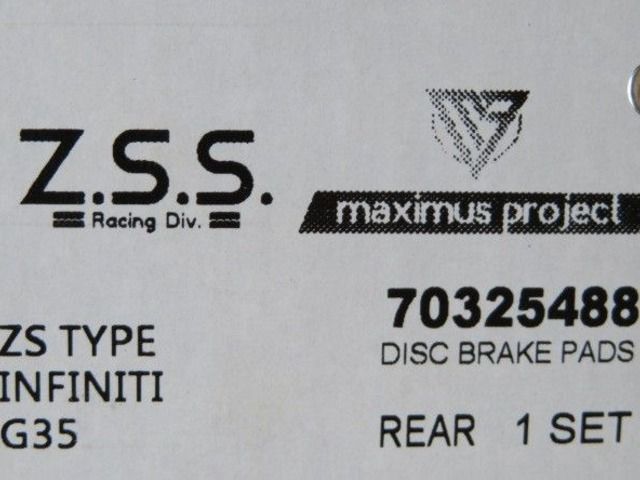 Z.S.S.
Racing Div.
maximus project
70325488
DISC BRAKE PADS
ZS TYPE
INFINITI
G35
REAR 1 SET